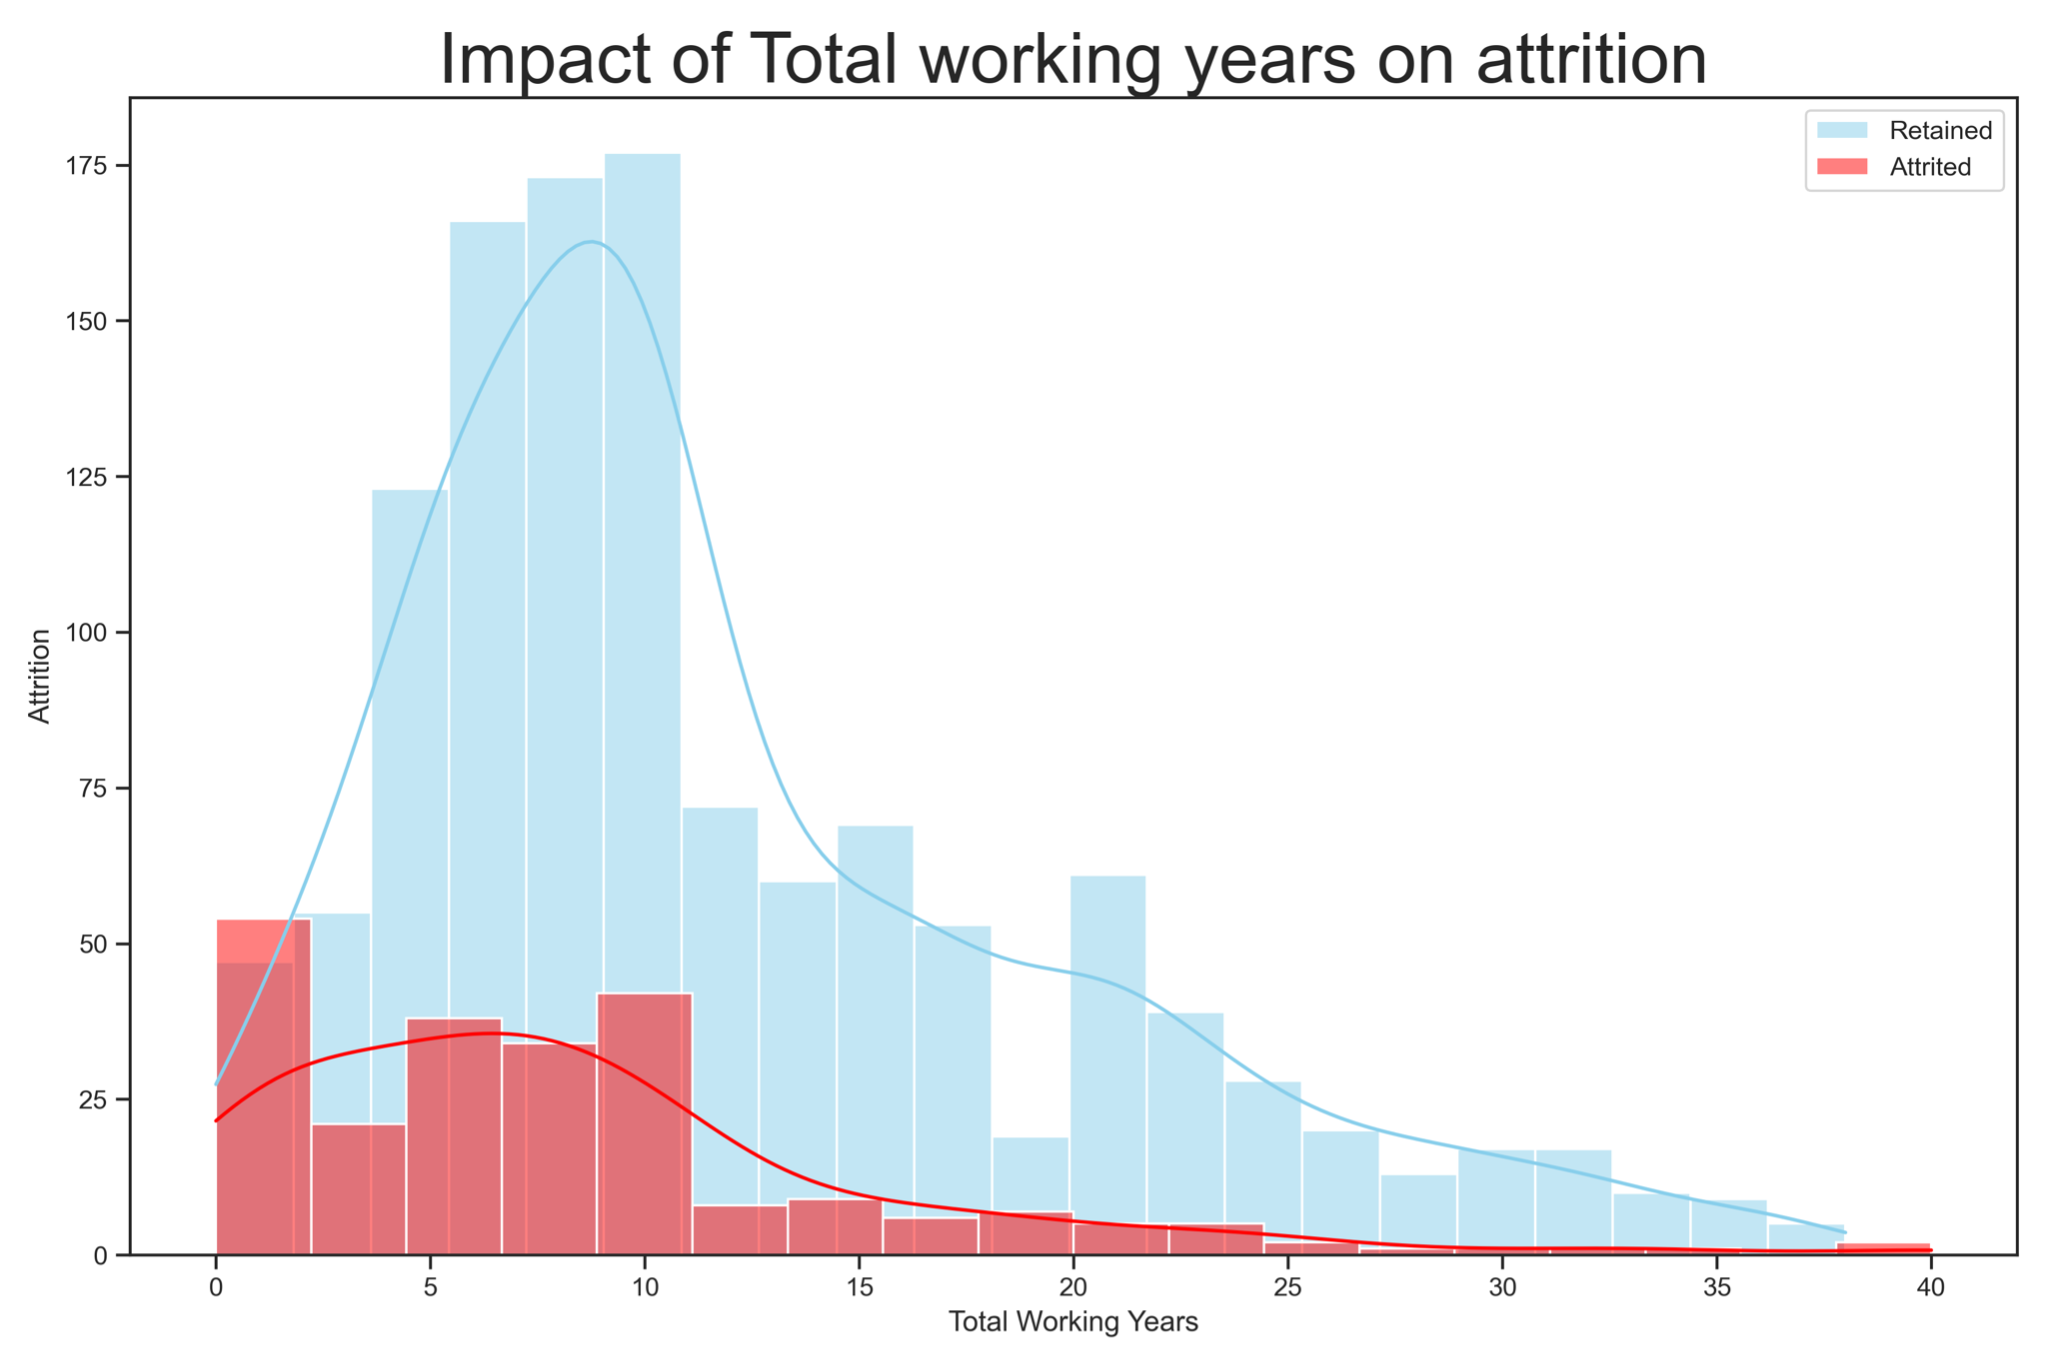 Impact of Total working years on attrition
Retained
Attrited
175
150
125
100
75
50
25
0
Attrition
0 5 10 15 20 25 30 35 40
Total Working Years